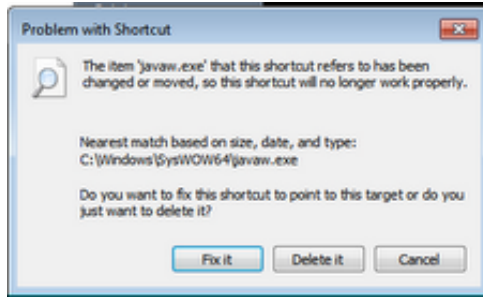 Problem with Shortcut
The item 'javaw.exe' that this shortcut refers to has been
changed or moved, so this shortcut will no longer work properly.
Nearest match based on size, date, and type:
C:\Windows\SysWOW64\javaw.exe
Do you want to fix this shortcut to point to this target or do you
just want to delete it?
Fix it
Delete it
Cancel